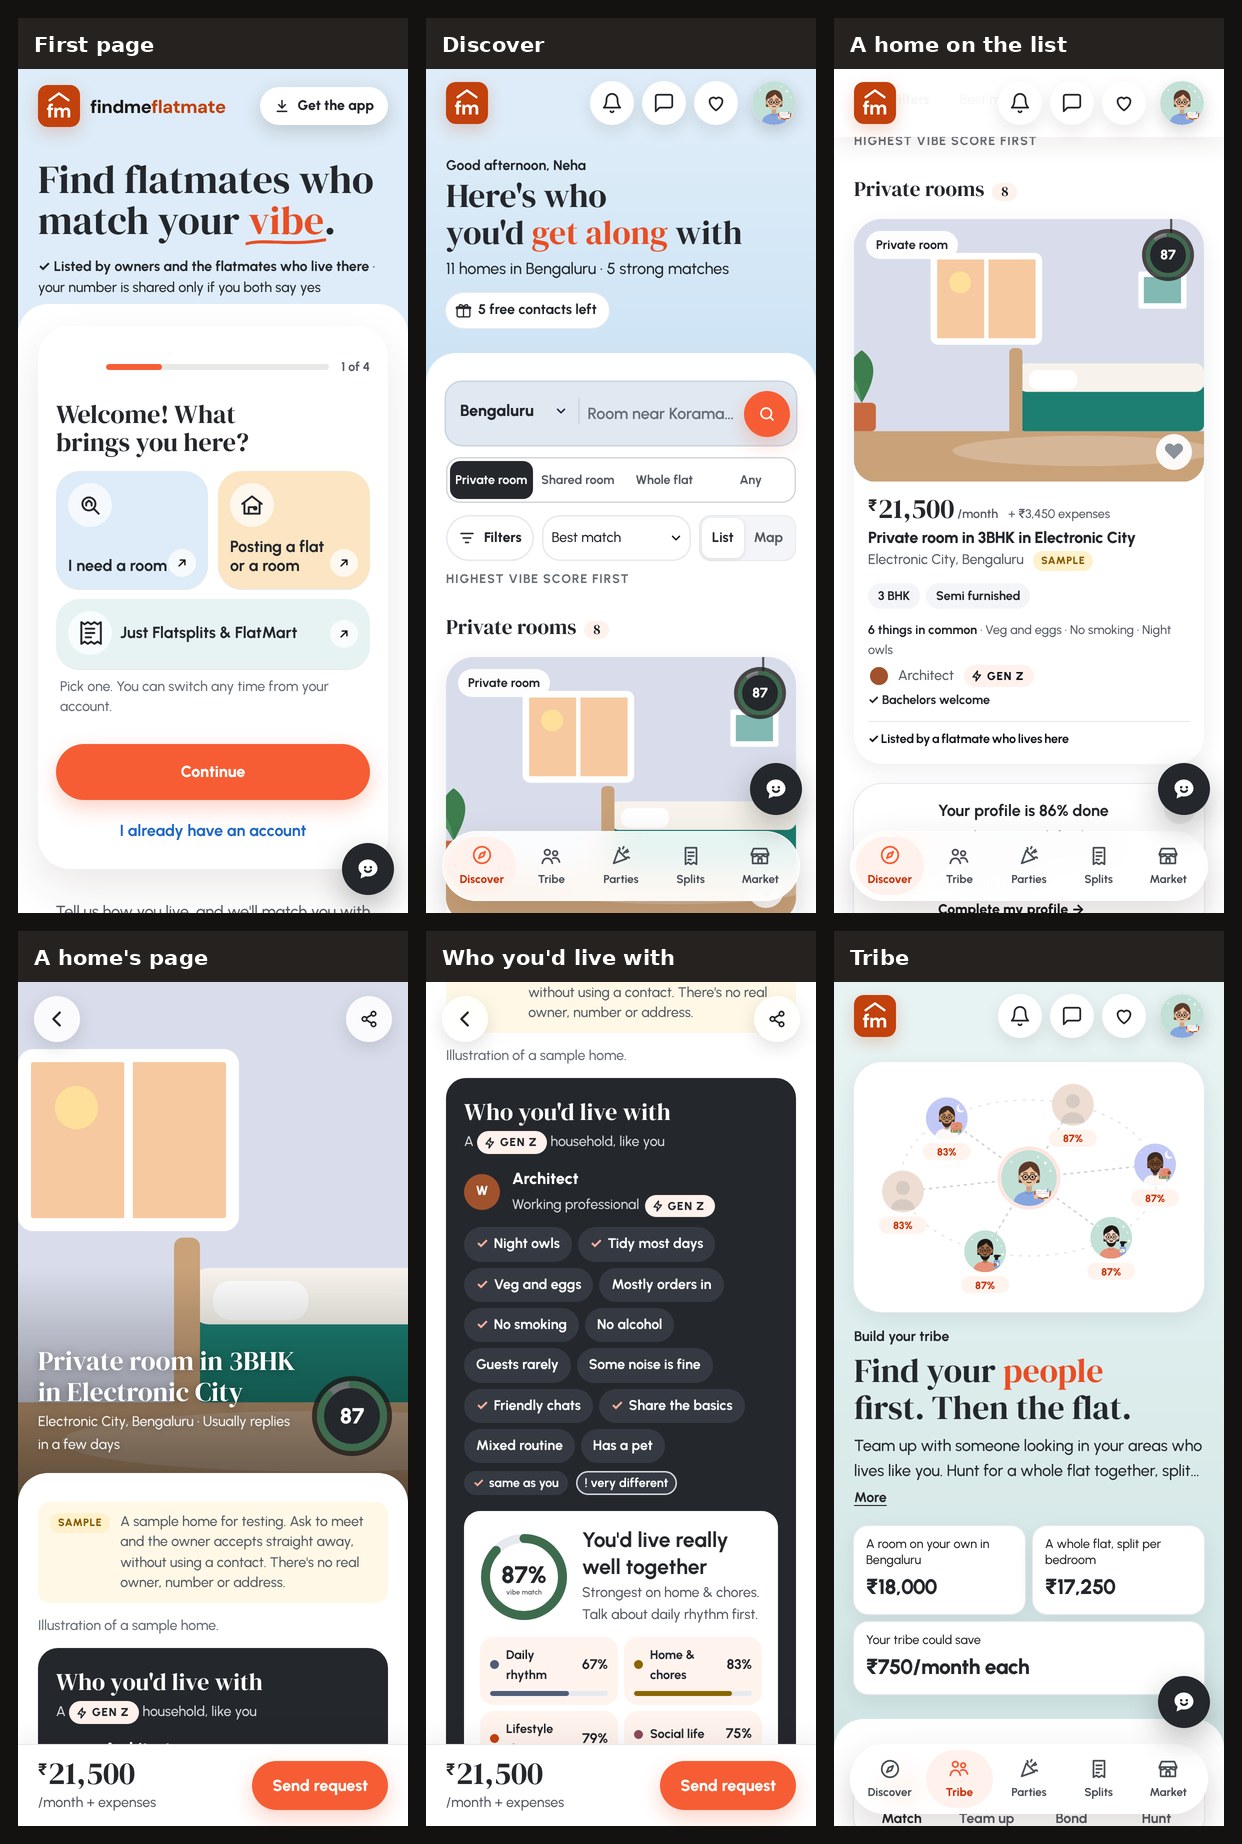 First page
fm findmeflatmate
Get the app
Find flatmates who
match your vibe.
✓ Listed by owners and the flatmates who live there ·
your number is shared only if you both say yes
1 of 4
Welcome! What
brings you here?
I need a room
Posting a flat
or a room
Just Flatsplits & FlatMart
Pick one. You can switch any time from your
account.
Continue
I already have an account
Tell us how you live, and we'll match you with
Discover
fm
Good afternoon, Neha
Here's who
you'd get along with
11 homes in Bengaluru · 5 strong matches
5 free contacts left
Bengaluru
Room near Korama...
Private room
Shared room
Whole flat
Any
Filters
Best match
List
Map
HIGHEST VIBE SCORE FIRST
Private rooms 8
Private room
87
Discover
Tribe
Parties
Splits
Market
A home on the list
fm
HIGHEST VIBE SCORE FIRST
Private rooms 8
Private room
87
₹21,500 /month + ₹3,450 expenses
Private room in 3BHK in Electronic City
Electronic City, Bengaluru SAMPLE
3 BHK
Semi furnished
6 things in common · Veg and eggs · No smoking · Night
owls
Architect GEN Z
✓ Bachelors welcome
✓ Listed by a flatmate who lives here
Your profile is 86% done
Discover
Tribe
Parties
Splits
Market
Complete my profile →
A home's page
Private room in 3BHK
in Electronic City
Electronic City, Bengaluru · Usually replies
in a few days
87
SAMPLE
A sample home for testing. Ask to meet
and the owner accepts straight away,
without using a contact. There's no real
owner, number or address.
Illustration of a sample home.
Who you'd live with
A GEN Z household, like you
₹21,500
/month + expenses
Send request
Who you'd live with
without using a contact. There's no real
owner, number or address.
Illustration of a sample home.
Who you'd live with
A GEN Z household, like you
W
Architect
Working professional GEN Z
✓ Night owls
✓ Tidy most days
✓ Veg and eggs
Mostly orders in
✓ No smoking
No alcohol
Guests rarely
Some noise is fine
✓ Friendly chats
✓ Share the basics
Mixed routine
Has a pet
✓ same as you
! very different
87%
vibe match
You'd live really
well together
Strongest on home & chores.
Talk about daily rhythm first.
Daily
rhythm
67%
Home &
chores
83%
Lifestyle
79%
Social life
75%
₹21,500
/month + expenses
Send request
Tribe
fm
83%
87%
87%
83%
87%
87%
Build your tribe
Find your people
first. Then the flat.
Team up with someone looking in your areas who
lives like you. Hunt for a whole flat together, split...
More
A room on your own in
Bengaluru
₹18,000
A whole flat, split per
bedroom
₹17,250
Your tribe could save
₹750/month each
Discover
Tribe
Parties
Splits
Market
Match
Team up
Bond
Hunt